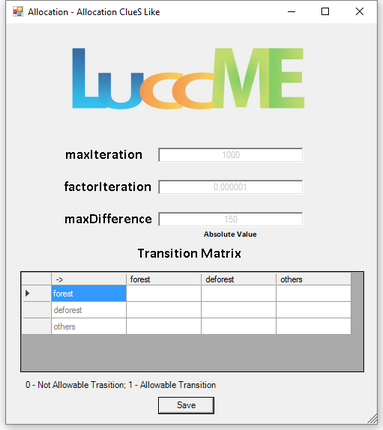 Allocation - Allocation ClueS Like
LuccME
maxIteration 1000
factorIteration 0.000001
maxDifference 150
Absolute Value
Transition Matrix
-> forest deforest others
forest
deforest
others
0 - Not Allowable Trasition; 1 - Allowable Transition
Save